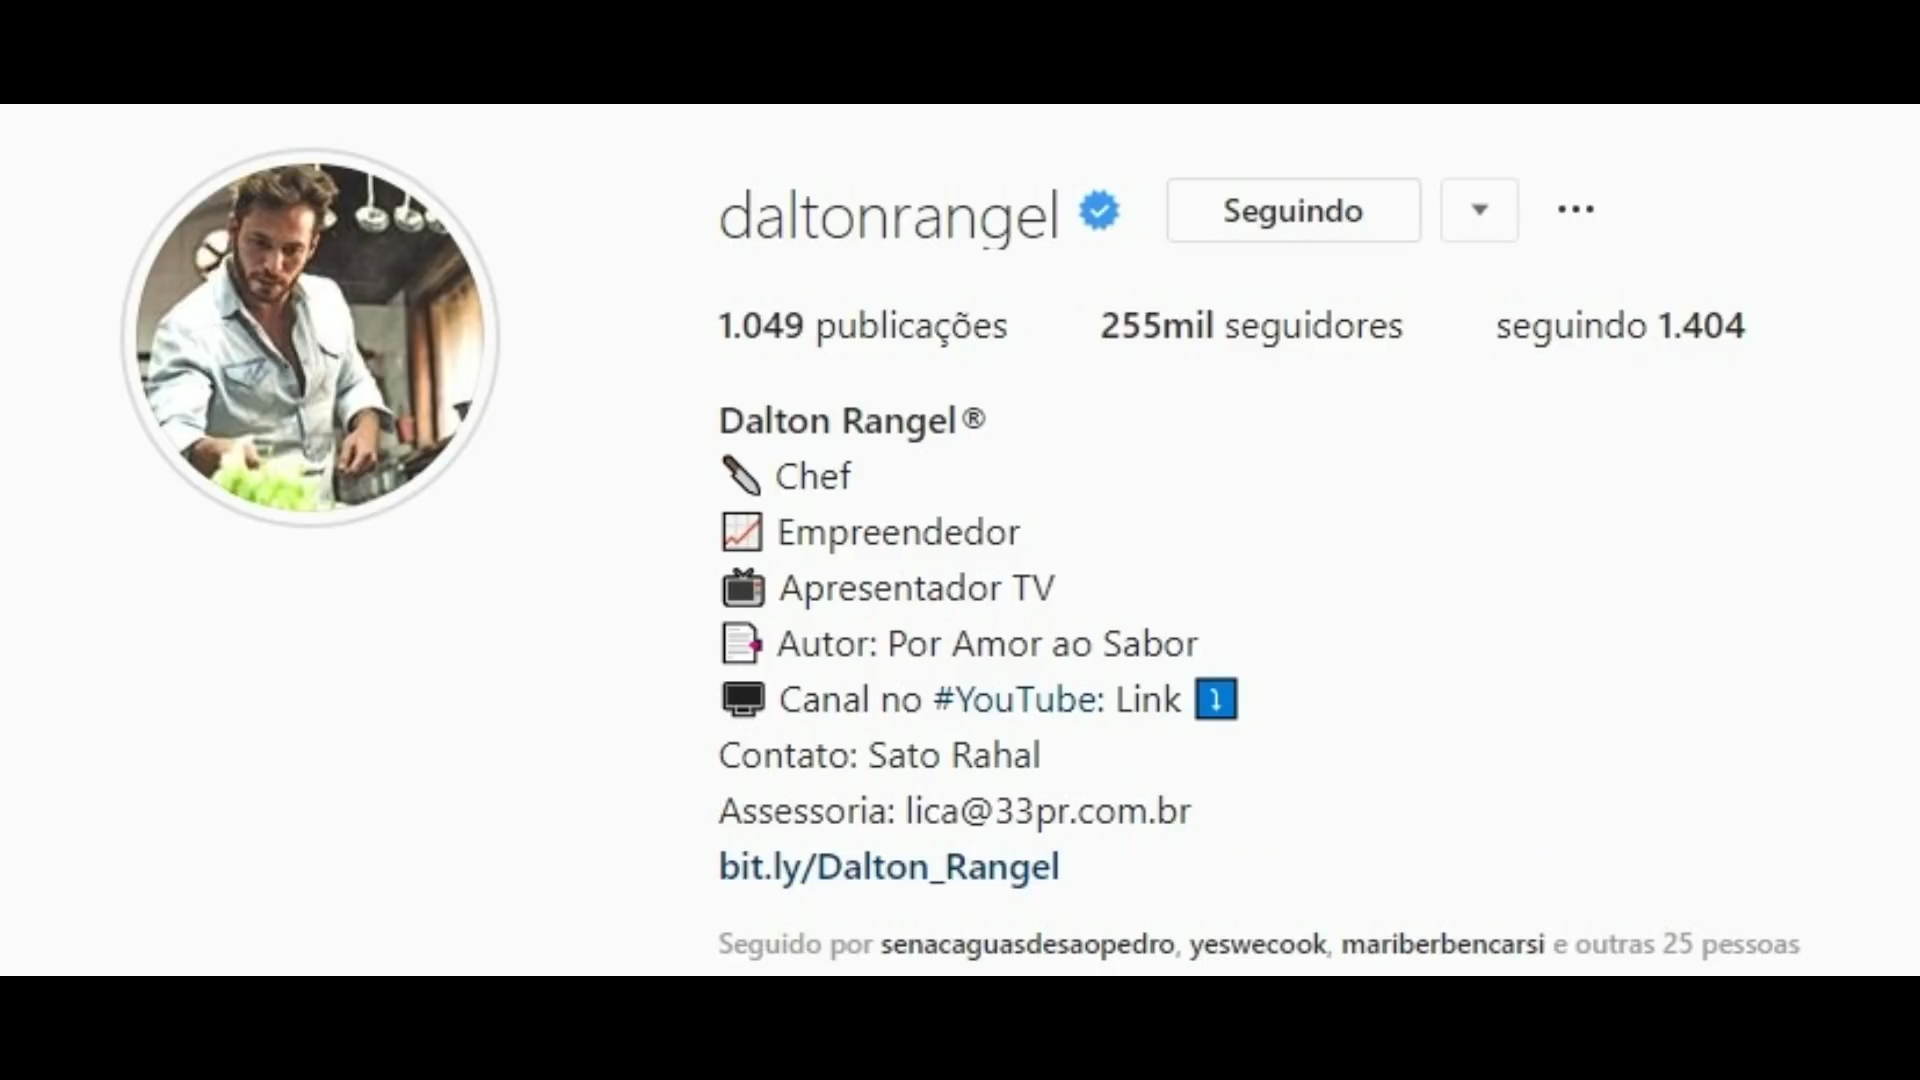 daltonrangel Seguindo
1.049 publicações 255mil seguidores seguindo 1.404
Dalton Rangel®
Chef
Empreendedor
Apresentador TV
Autor: Por Amor ao Sabor
Canal no #YouTube: Link
Contato: Sato Rahal
Assessoria: lica@33pr.com.br
bit.ly/Dalton_Rangel
Seguido por senacaguasdesaopedro, yeswecook, mariberbencarsi e outras 25 pessoas